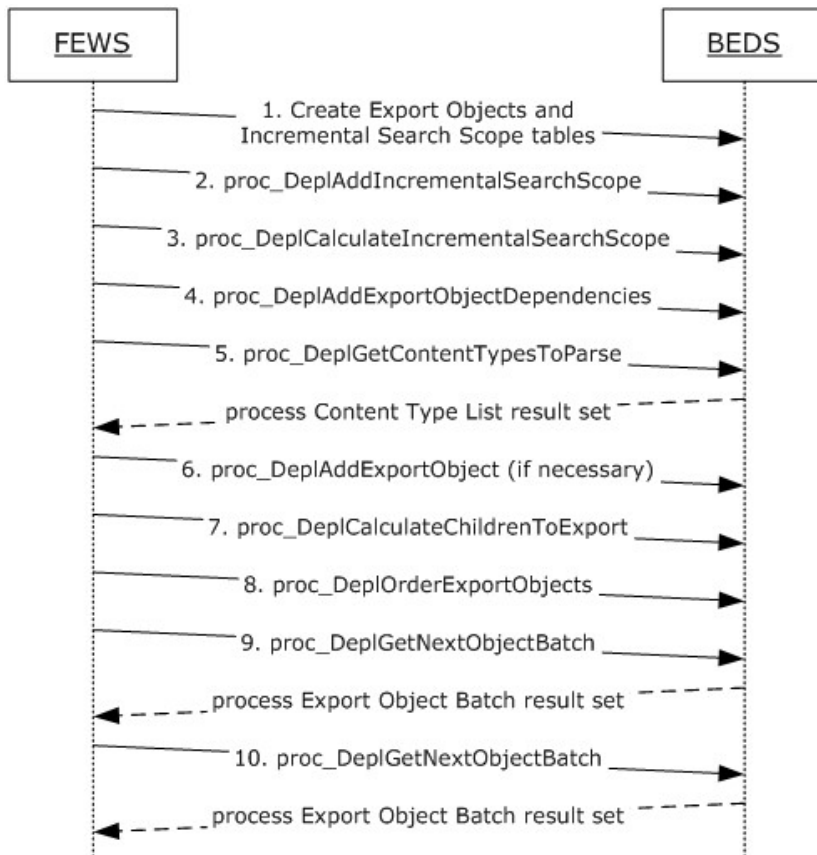 FEWS
BEDS
1. Create Export Objects and
Incremental Search Scope tables
2. proc_DeplAddIncrementalSearchScope
3. proc_DeplCalculateIncrementalSearchScope
4. proc_DeplAddExportObjectDependencies
5. proc_DeplGetContentTypesToParse
process Content Type List result set
6. proc_DeplAddExportObject (if necessary)
7. proc_DeplCalculateChildrenToExport
8. proc_DeplOrderExportObjects
9. proc_DeplGetNextObjectBatch
process Export Object Batch result set
10. proc_DeplGetNextObjectBatch
process Export Object Batch result set